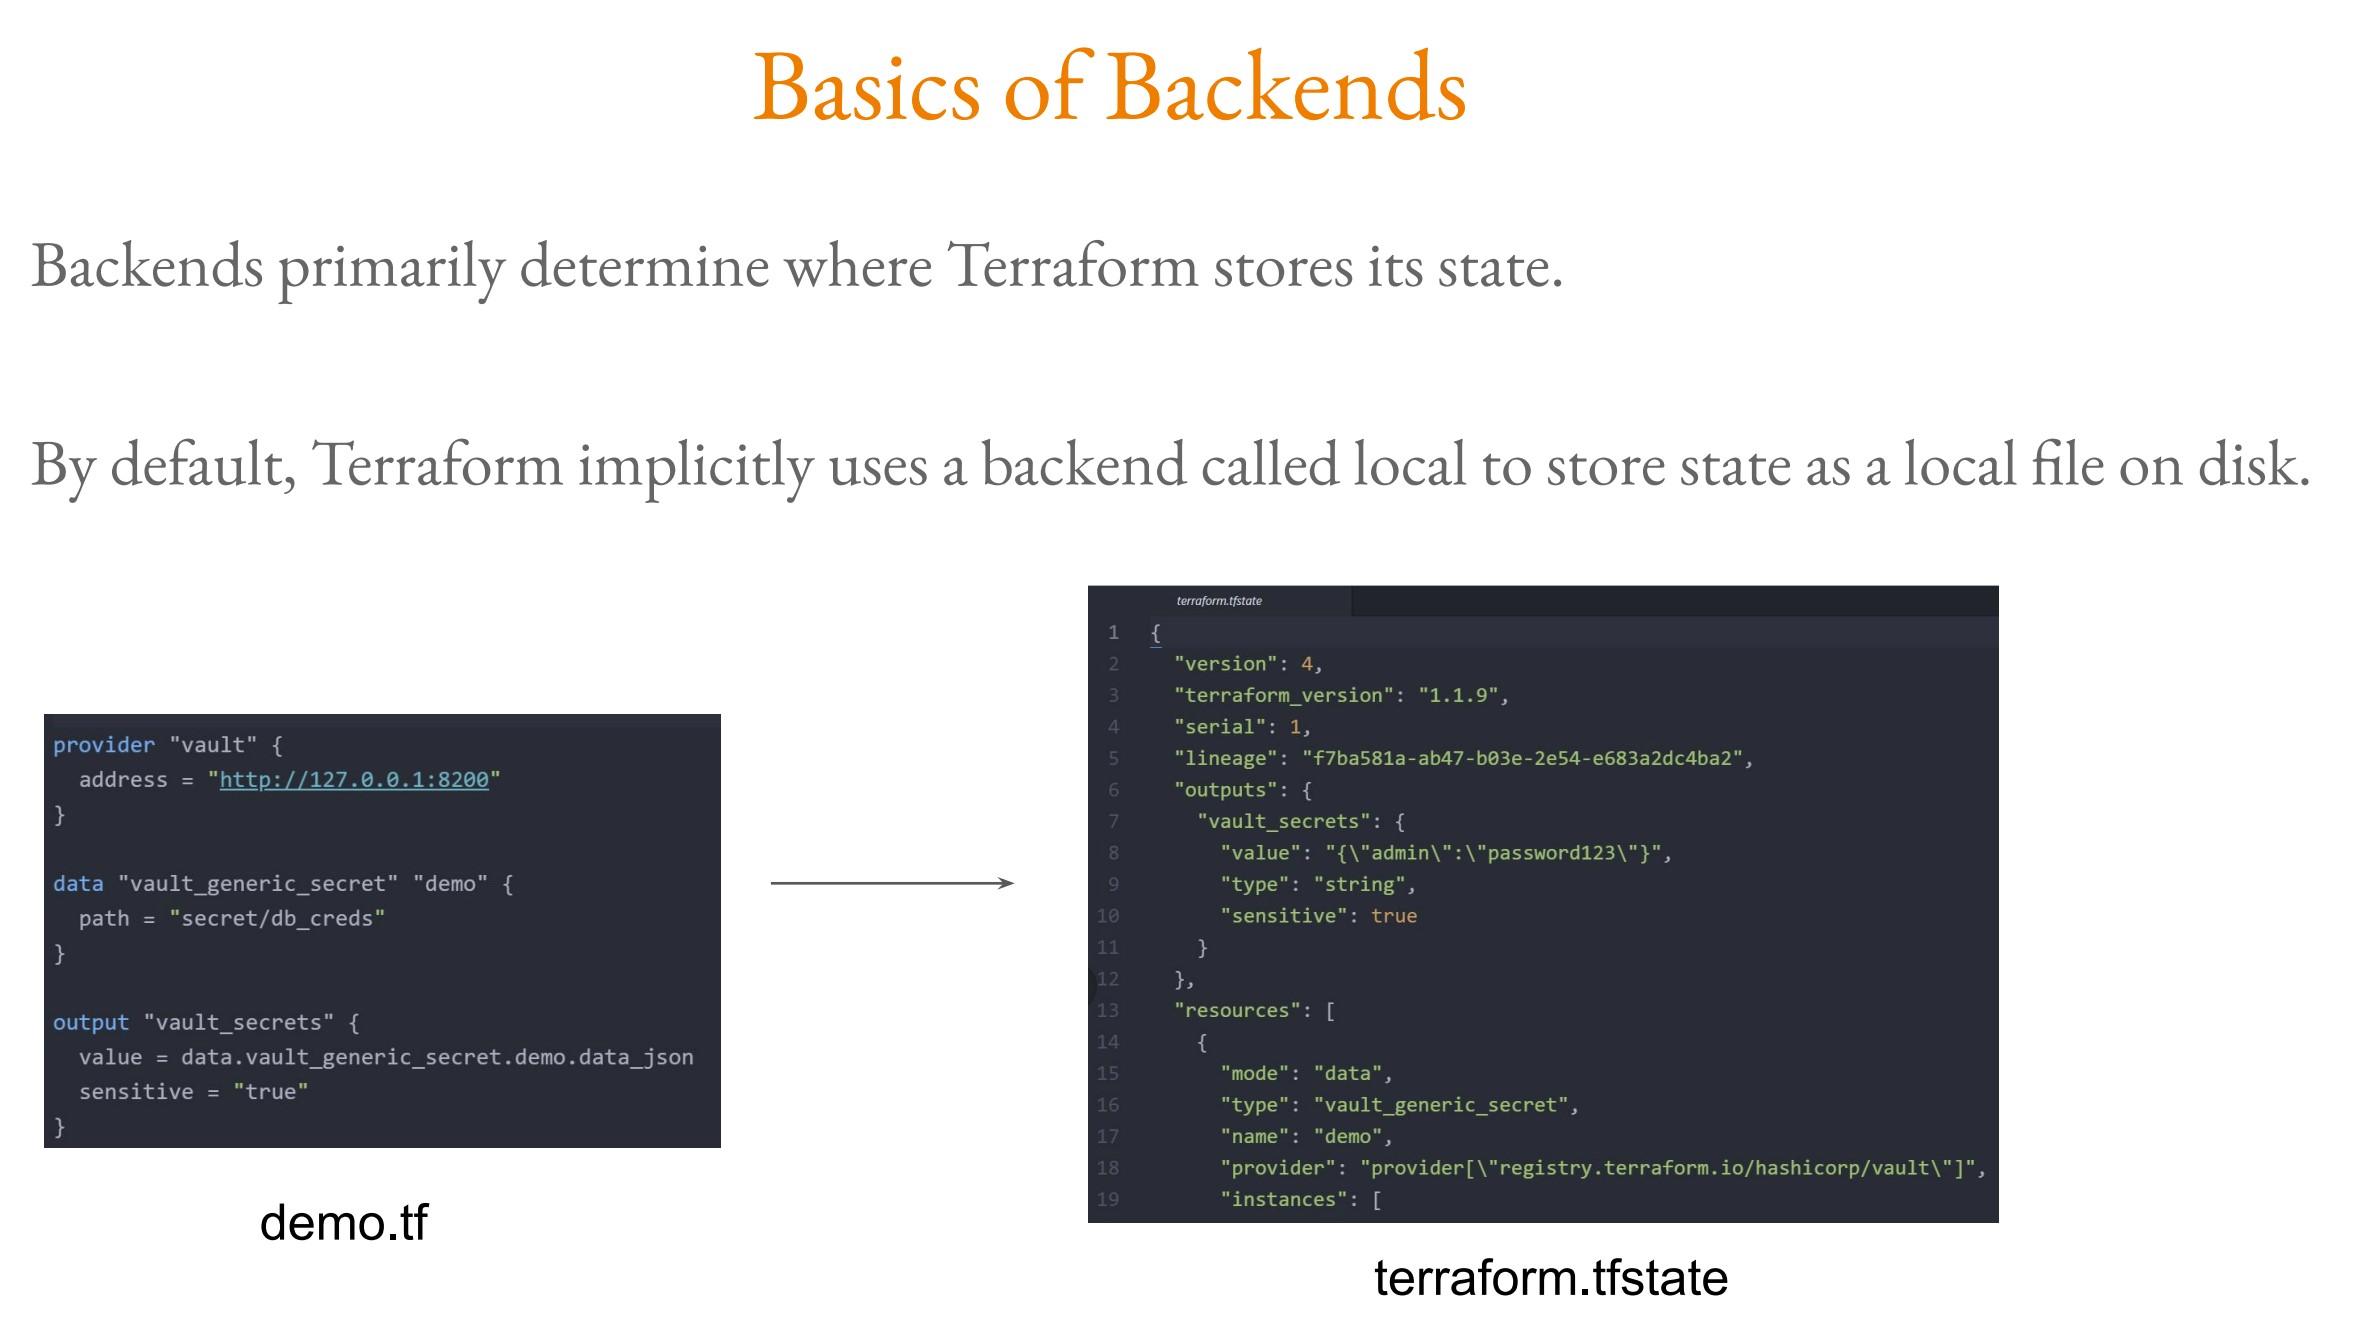 Basics of Backends
Backends primarily determine where Terraform stores its state.
By default, Terraform implicitly uses a backend called local to store state as a local file on disk.
provider "vault" {
  address = "http://127.0.0.1:8200"
}
data "vault_generic_secret" "demo" {
  path = "secret/db_creds"
}
output "vault_secrets" {
  value = data.vault_generic_secret.demo.data_json
  sensitive = "true"
}
demo.tf
terraform.tfstate
1 {
2   "version": 4,
3   "terraform_version": "1.1.9",
4   "serial": 1,
5   "lineage": "f7ba581a-ab47-b03e-2e54-e683a2dc4ba2",
6   "outputs": {
7     "vault_secrets": {
8       "value": "{\"admin\":\"password123\"}",
9       "type": "string",
10       "sensitive": true
11     }
12   },
13   "resources": [
14     {
15       "mode": "data",
16       "type": "vault_generic_secret",
17       "name": "demo",
18       "provider": "provider[\"registry.terraform.io/hashicorp/vault\"]",
19       "instances": [
terraform.tfstate